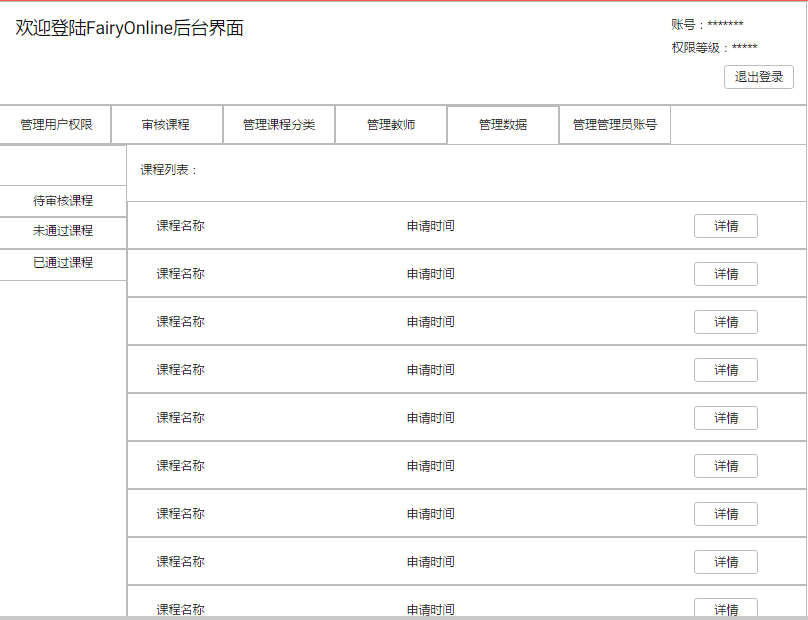 欢迎登陆FairyOnline后台界面
账号：*******
权限等级：*****
退出登录
管理用户权限 审核课程 管理课程分类 管理教师 管理数据 管理管理员账号
课程列表：
待审核课程
未通过课程
已通过课程
课程名称 申请时间 详情
课程名称 申请时间 详情
课程名称 申请时间 详情
课程名称 申请时间 详情
课程名称 申请时间 详情
课程名称 申请时间 详情
课程名称 申请时间 详情
课程名称 申请时间 详情
课程名称 申请时间 详情